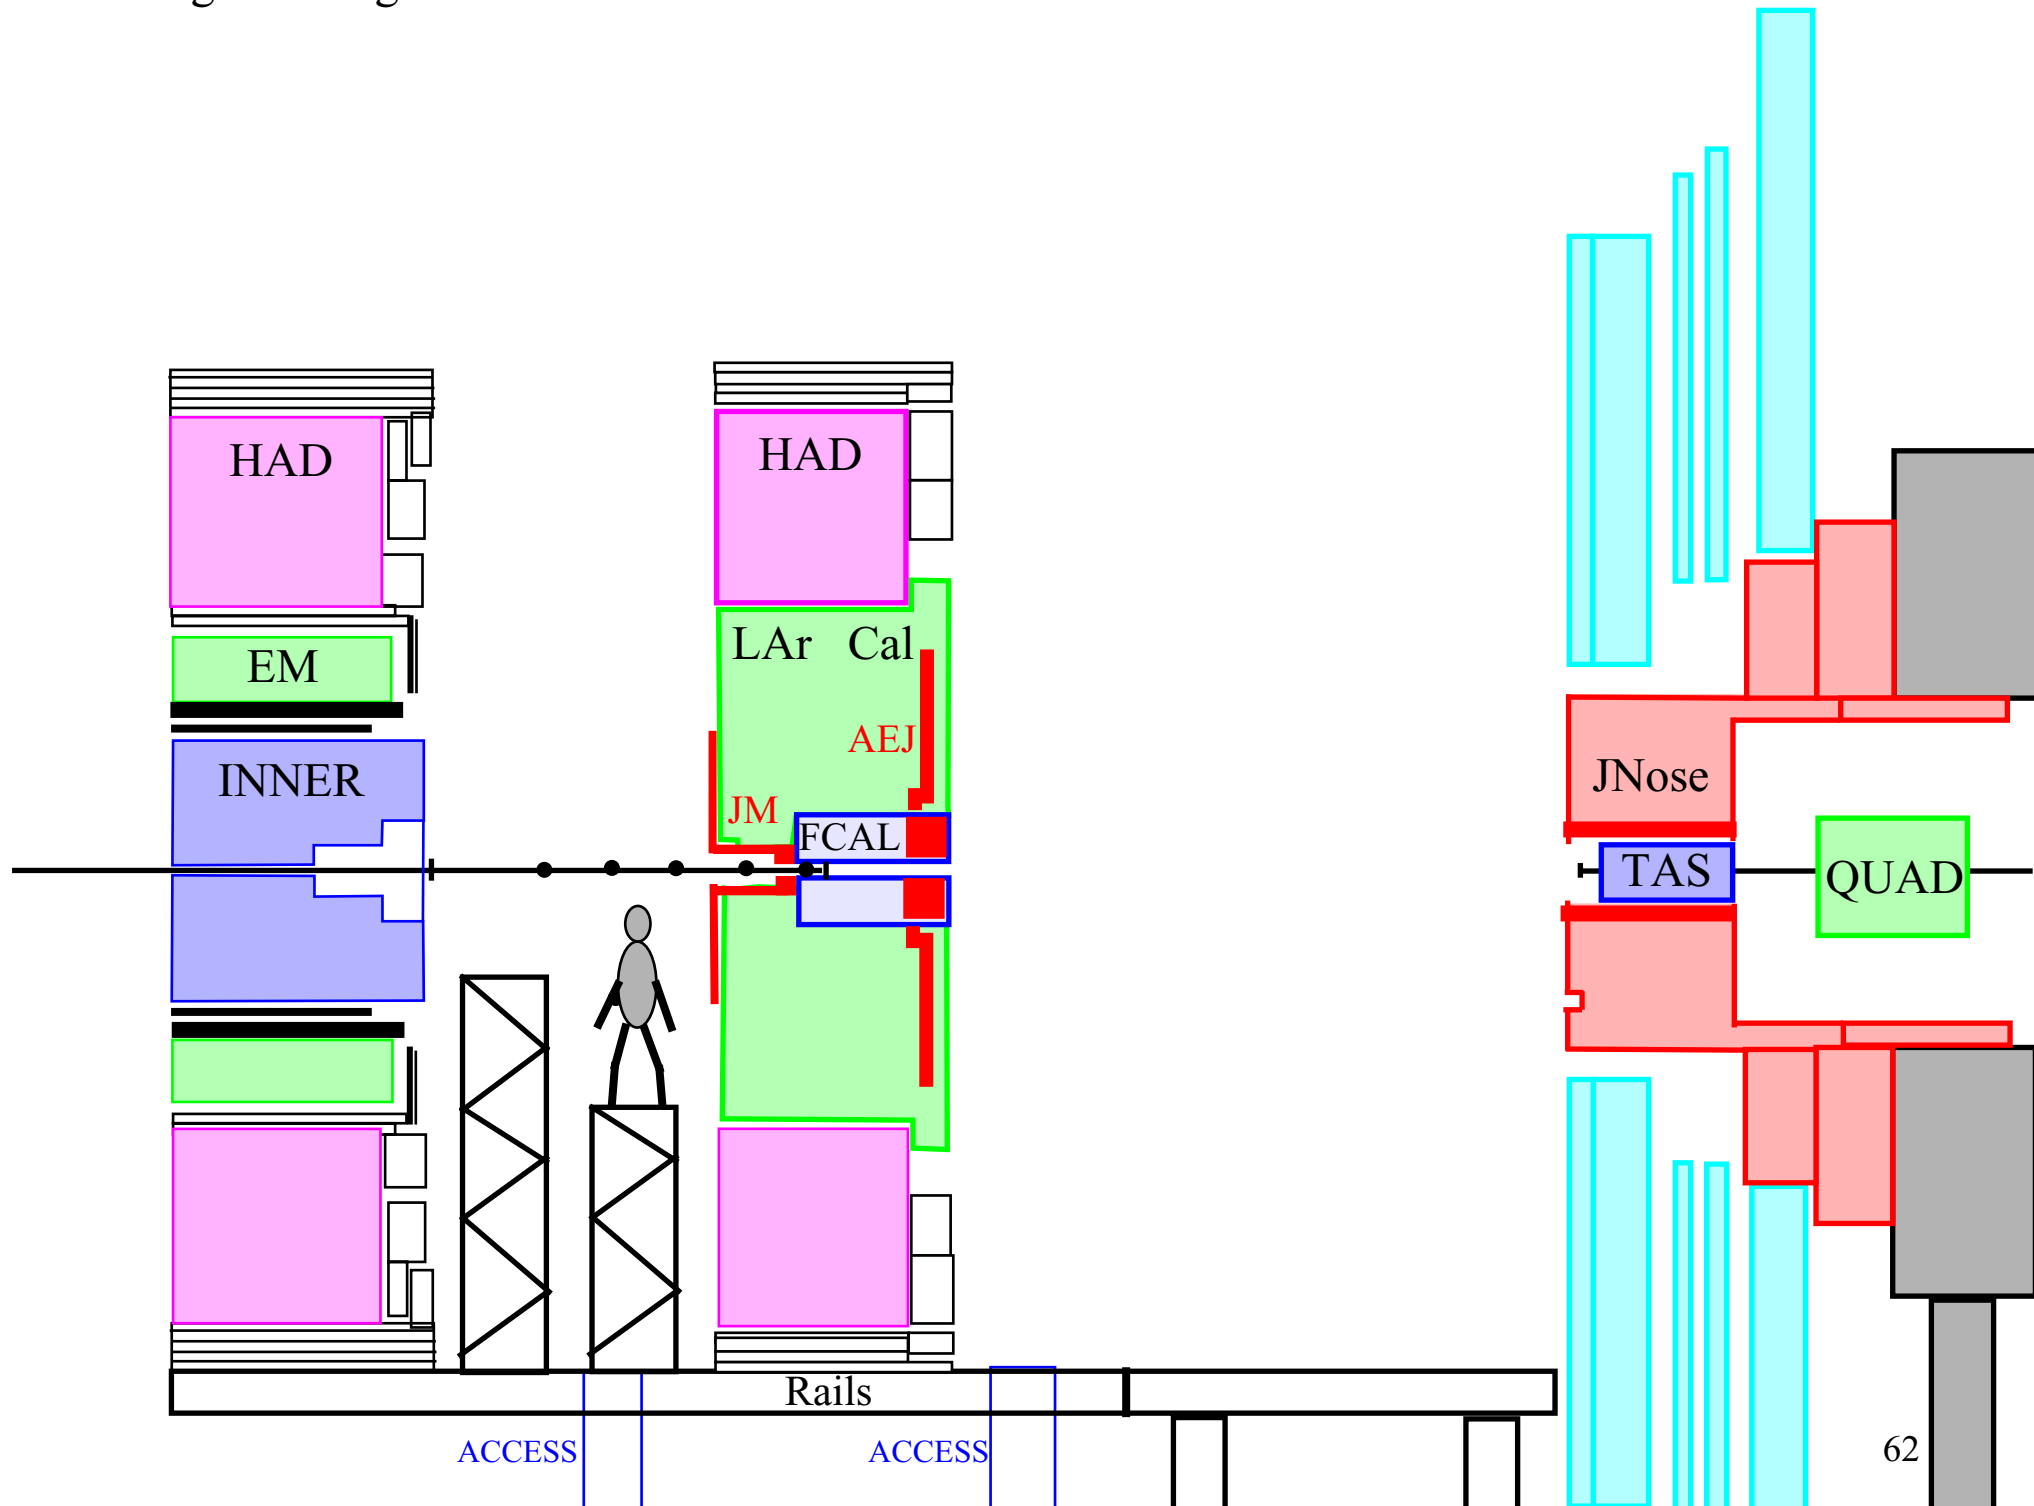 HAD
HAD
EM
LAr Cal
AEJ
INNER
JM
FCAL
JNose
TAS
QUAD
Rails
ACCESS
ACCESS
62